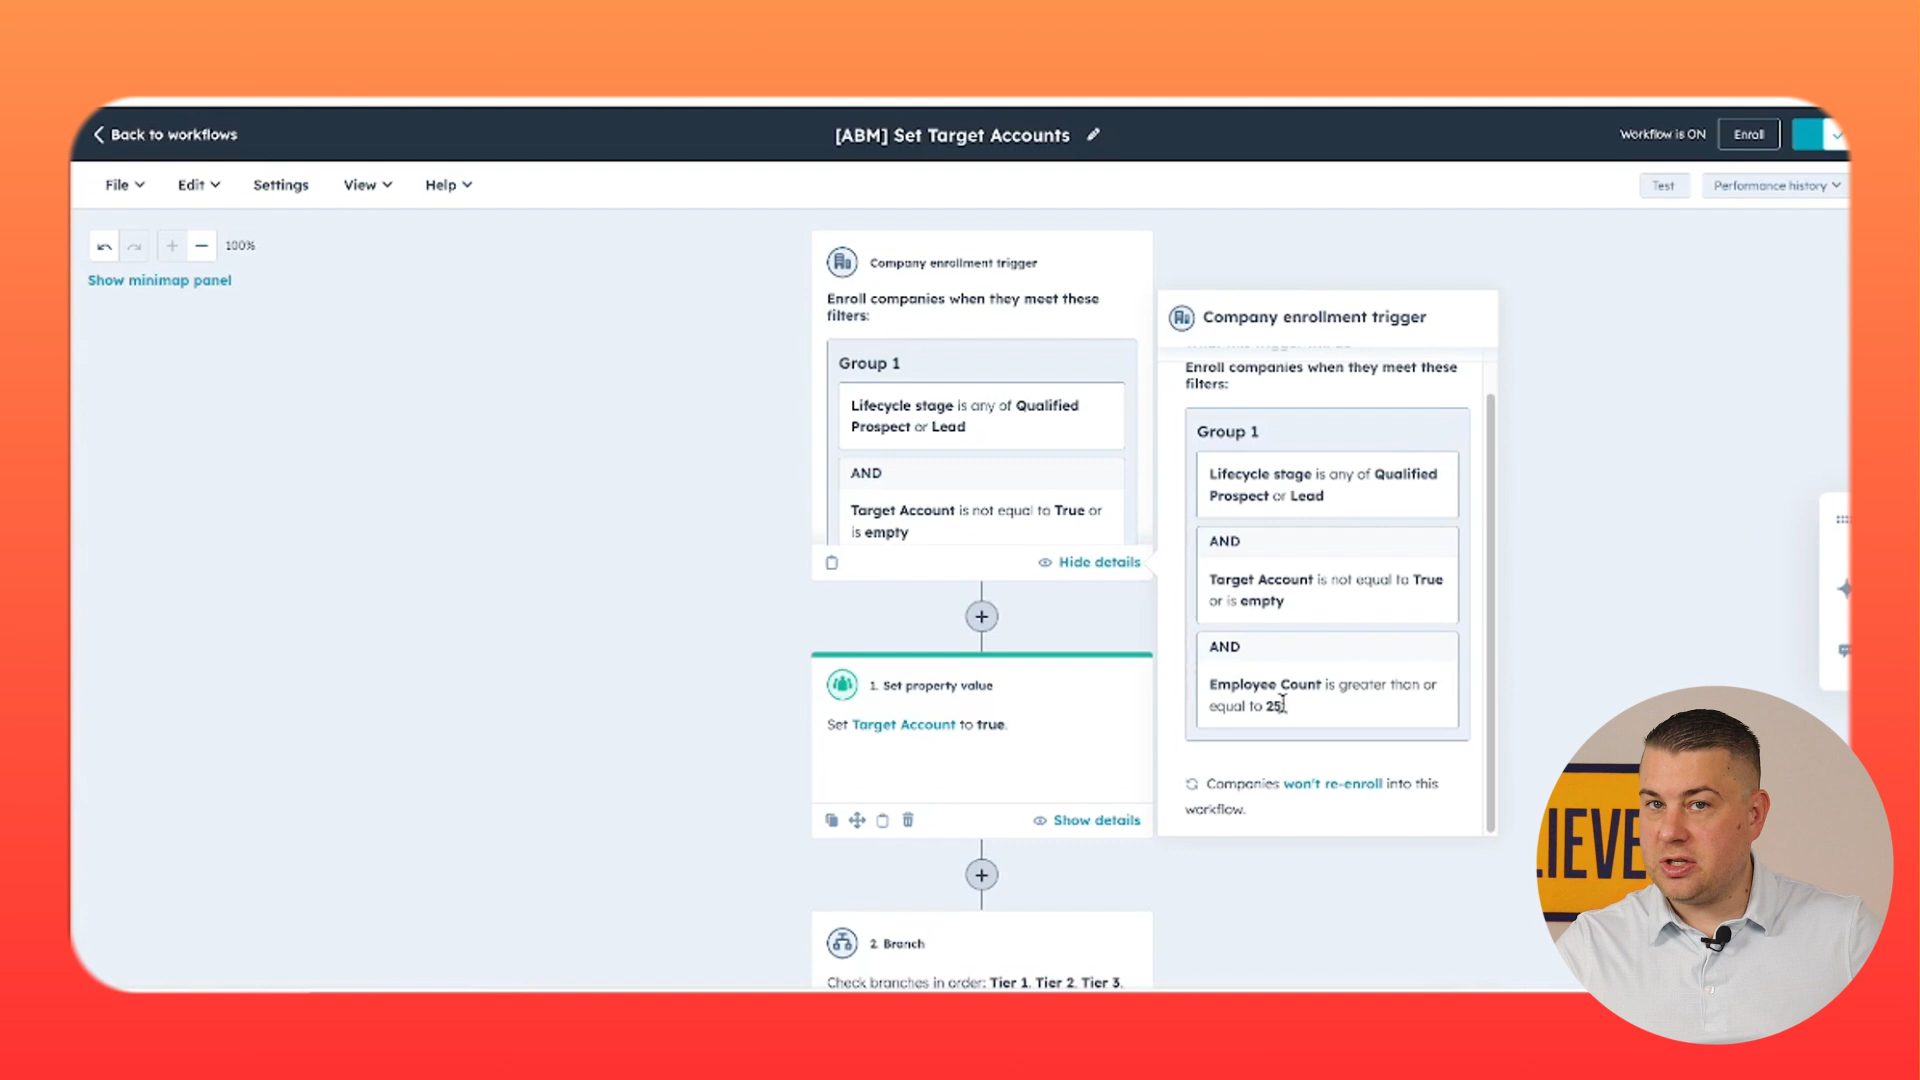 Back to workflows
[ABM] Set Target Accounts
Workflow is ON
Enroll
File
Edit
Settings
View
Help
Test
Performance history
100%
Show minimap panel
Company enrollment trigger
Enroll companies when they meet these
filters:
Group 1
Lifecycle stage is any of Qualified
Prospect or Lead
AND
Target Account is not equal to True or
is empty
Hide details
1. Set property value
Set Target Account to true.
Show details
2. Branch
Check branches in order: Tier 1, Tier 2, Tier 3,
Company enrollment trigger
Enroll companies when they meet these
filters:
Group 1
Lifecycle stage is any of Qualified
Prospect or Lead
AND
Target Account is not equal to True
or is empty
AND
Employee Count is greater than or
equal to 25
Companies won't re-enroll into this
workflow.
LIEVE